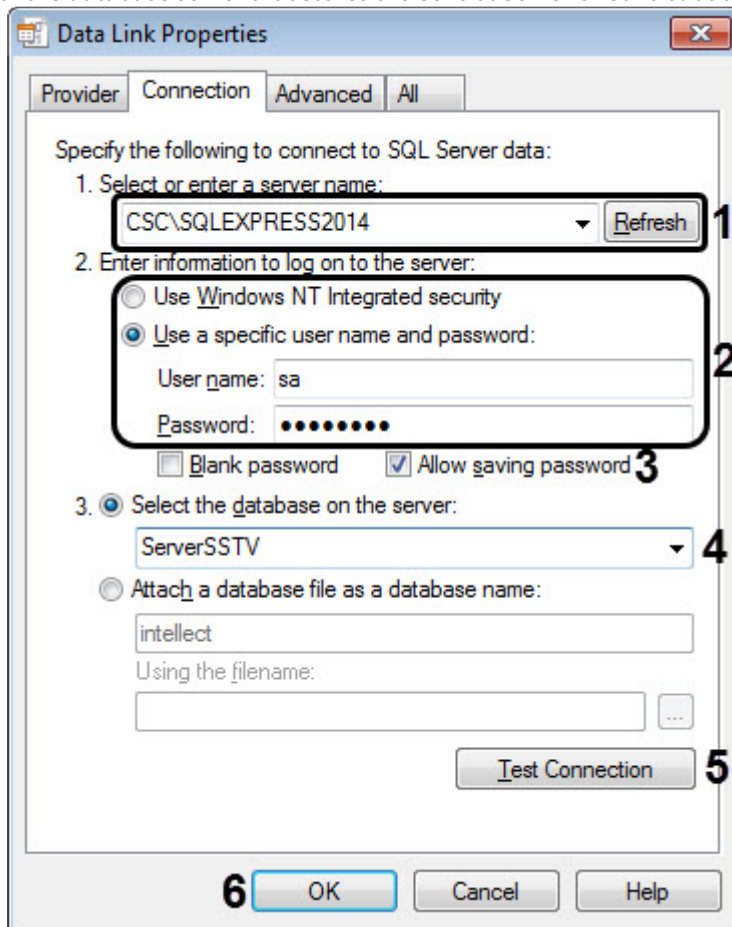 Data Link Properties
Provider Connection Advanced All
Specify the following to connect to SQL Server data:
1. Select or enter a server name:
CSC\SQLEXPRESS2014 Refresh 1
2. Enter information to log on to the server:
Use Windows NT Integrated security
Use a specific user name and password:
2
User name: sa
Password: ●●●●●●●●
Blank password Allow saving password 3
3. Select the database on the server:
ServerSSTV 4
Attach a database file as a database name:
intellect
Using the filename:
...
Test Connection 5
6 OK Cancel Help